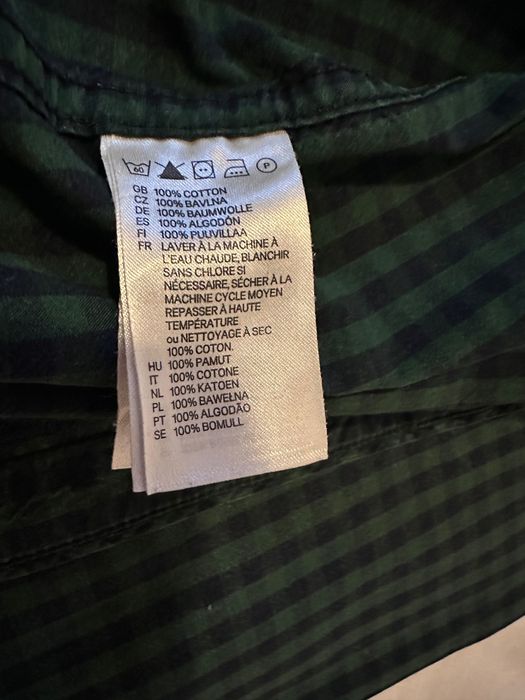 60 P
GB 100% COTTON
CZ 100% BAVLNA
DE 100% BAUMWOLLE
ES 100% ALGODÓN
FI 100% PUUVILLAA
FR LAVER À LA MACHINE À
L'EAU CHAUDE, BLANCHIR
SANS CHLORE SI
NÉCESSAIRE, SÉCHER À LA
MACHINE CYCLE MOYEN
REPASSER À HAUTE
TEMPÉRATURE
ou NETTOYAGE À SEC
100% COTON.
HU 100% PAMUT
IT 100% COTONE
NL 100% KATOEN
PL 100% BAWEŁNA
PT 100% ALGODÃO
SE 100% BOMULL